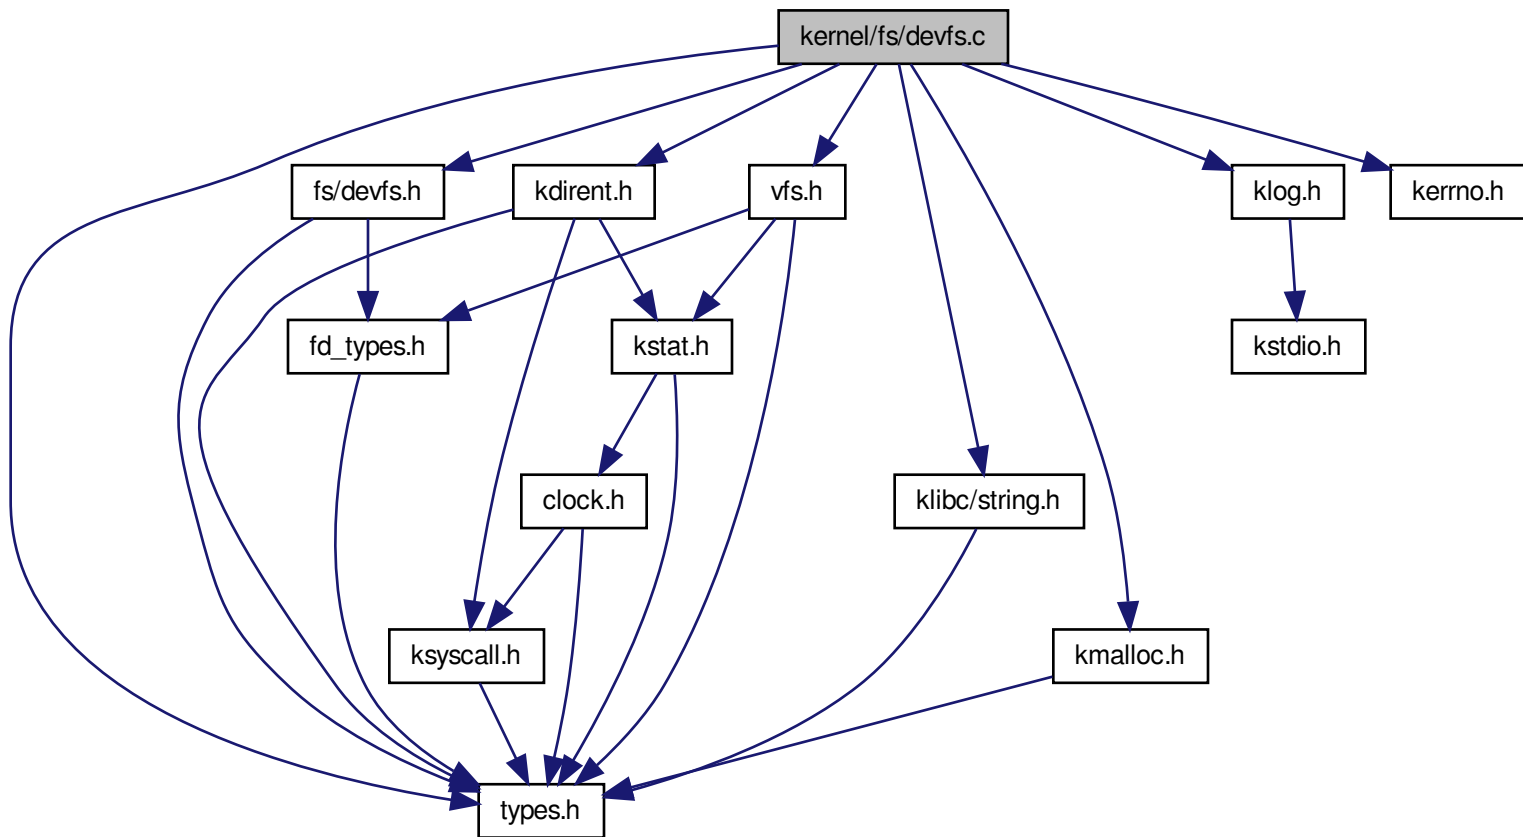 kernel/fs/devfs.c
fs/devfs.h
kdirent.h
vfs.h
klog.h
kerrno.h
fd_types.h
kstat.h
kstdio.h
clock.h
klibc/string.h
ksyscall.h
kmalloc.h
types.h